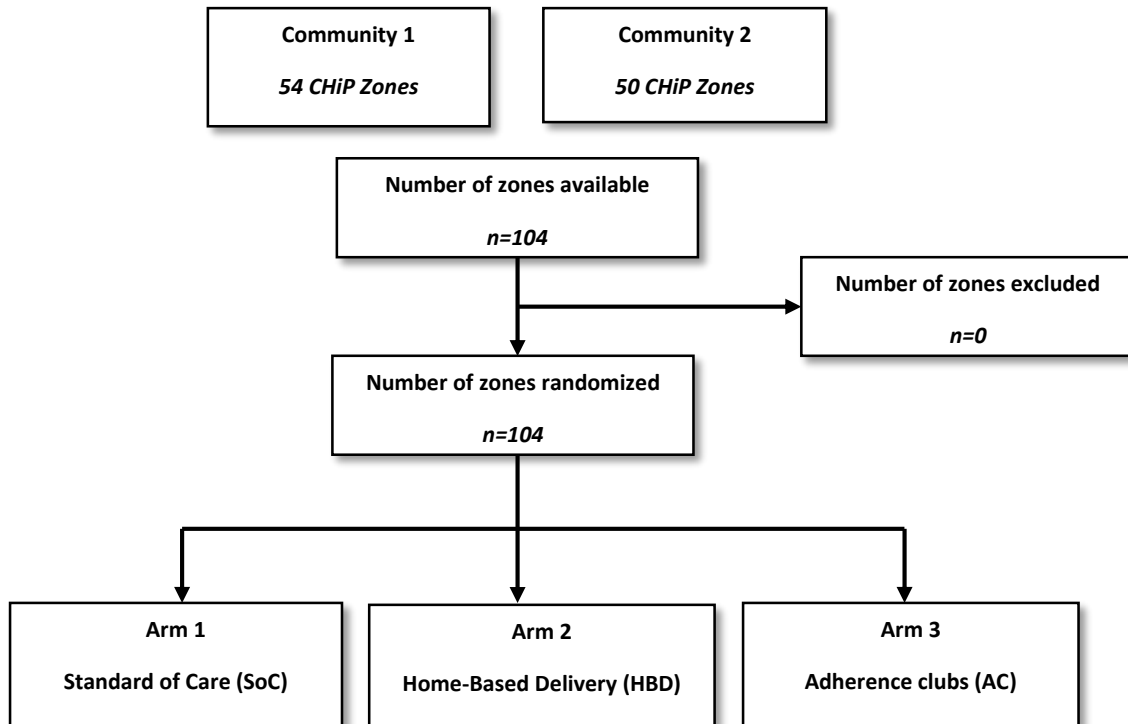 Community 1
54 CHiP Zones
Community 2
50 CHiP Zones
Number of zones available
n=104
Number of zones excluded
n=0
Number of zones randomized
n=104
Arm 1
Standard of Care (SoC)
Arm 2
Home-Based Delivery (HBD)
Arm 3
Adherence clubs (AC)